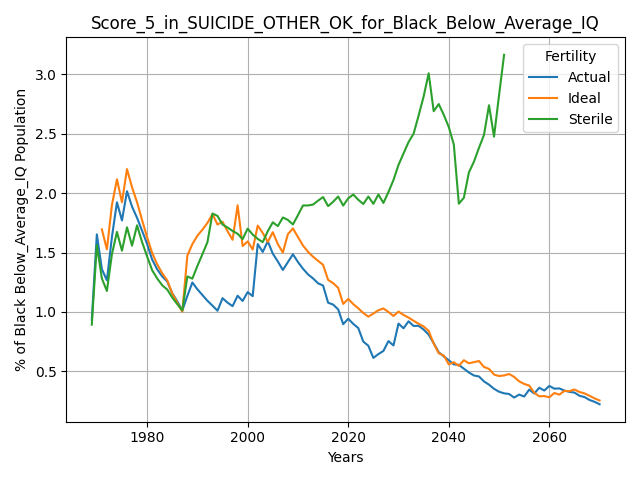 Score_5_in_SUICIDE_OTHER_OK_for_Black_Below_Average_IQ
Fertility
Actual
Ideal
Sterile
% of Black Below_Average_IQ Population
3.0
2.5
2.0
1.5
1.0
0.5
1980
2000
2020
2040
2060
Years